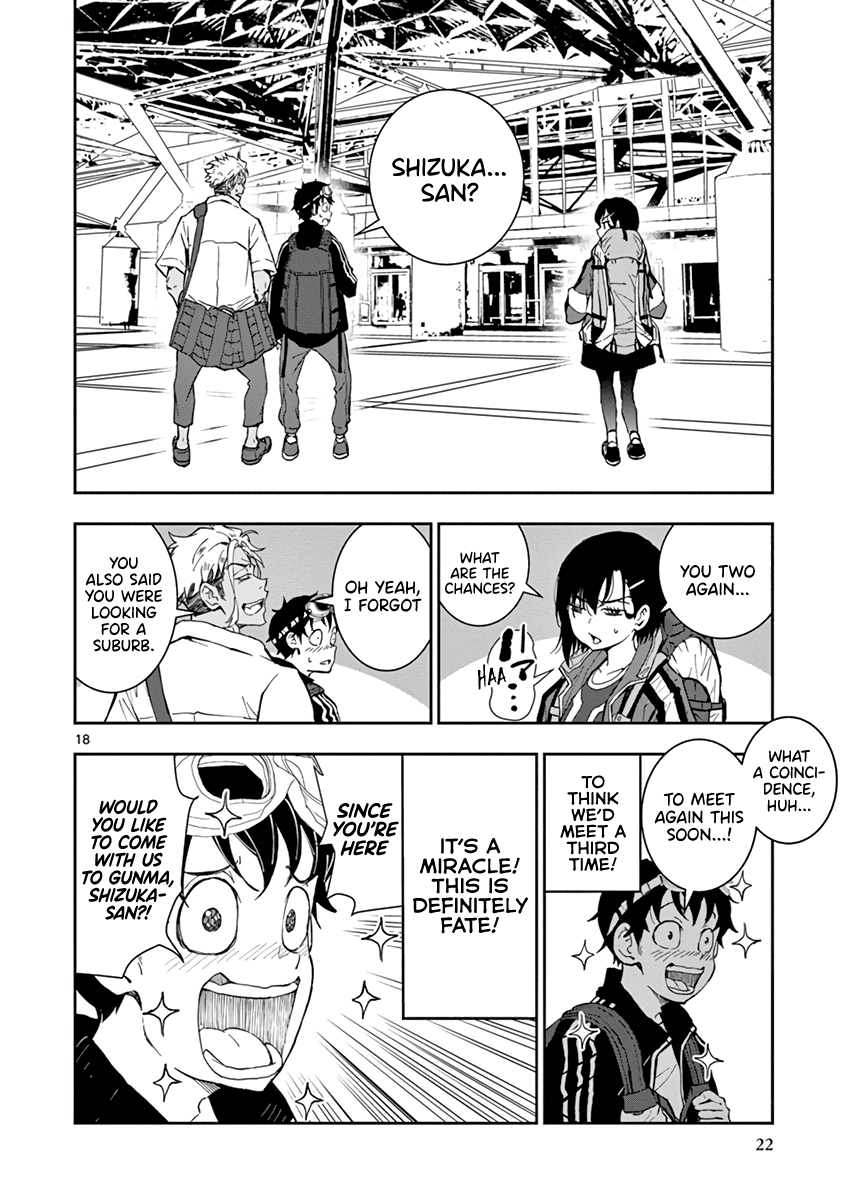 SHIZUKA...
SAN?
YOU TWO
AGAIN...
WHAT
ARE THE
CHANCES?
HAA
!?...
OH YEAH,
I FORGOT
YOU
ALSO SAID
YOU WERE
LOOKING
FOR A
SUBURB.
18
WHAT
A COINCI-
DENCE,
HUH...
TO MEET
AGAIN THIS
SOON...!
TO
THINK
WE'D
MEET A
THIRD
TIME!
IT'S A
MIRACLE!
THIS IS
DEFINITELY
FATE!
SINCE
YOU'RE
HERE
WOULD
YOU LIKE
TO COME
WITH US
TO GUNMA,
SHIZUKA-
SAN?!
22